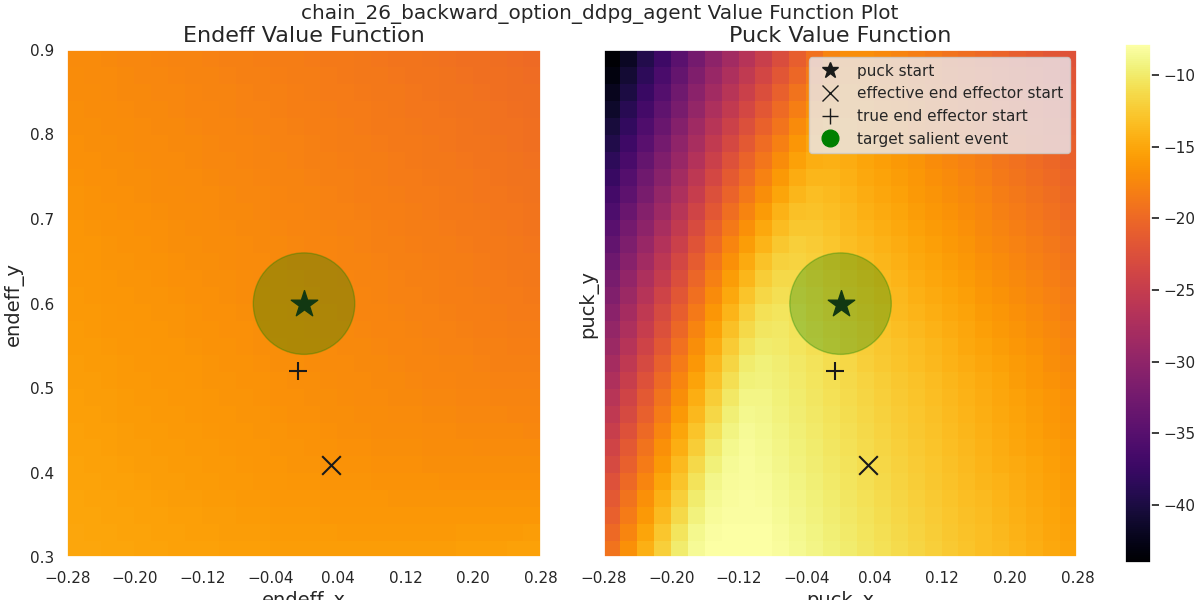 chain_26_backward_option_ddpg_agent Value Function Plot
Endeff Value Function
Puck Value Function
0.9
0.8
0.7
0.6
0.5
0.4
0.3
endeff_y
−0.28 −0.20 −0.12 −0.04 0.04 0.12 0.20 0.28
endeff_x
puck_y
puck start
effective end effector start
true end effector start
target salient event
−0.28 −0.20 −0.12 −0.04 0.04 0.12 0.20 0.28
puck_x
−10
−15
−20
−25
−30
−35
−40